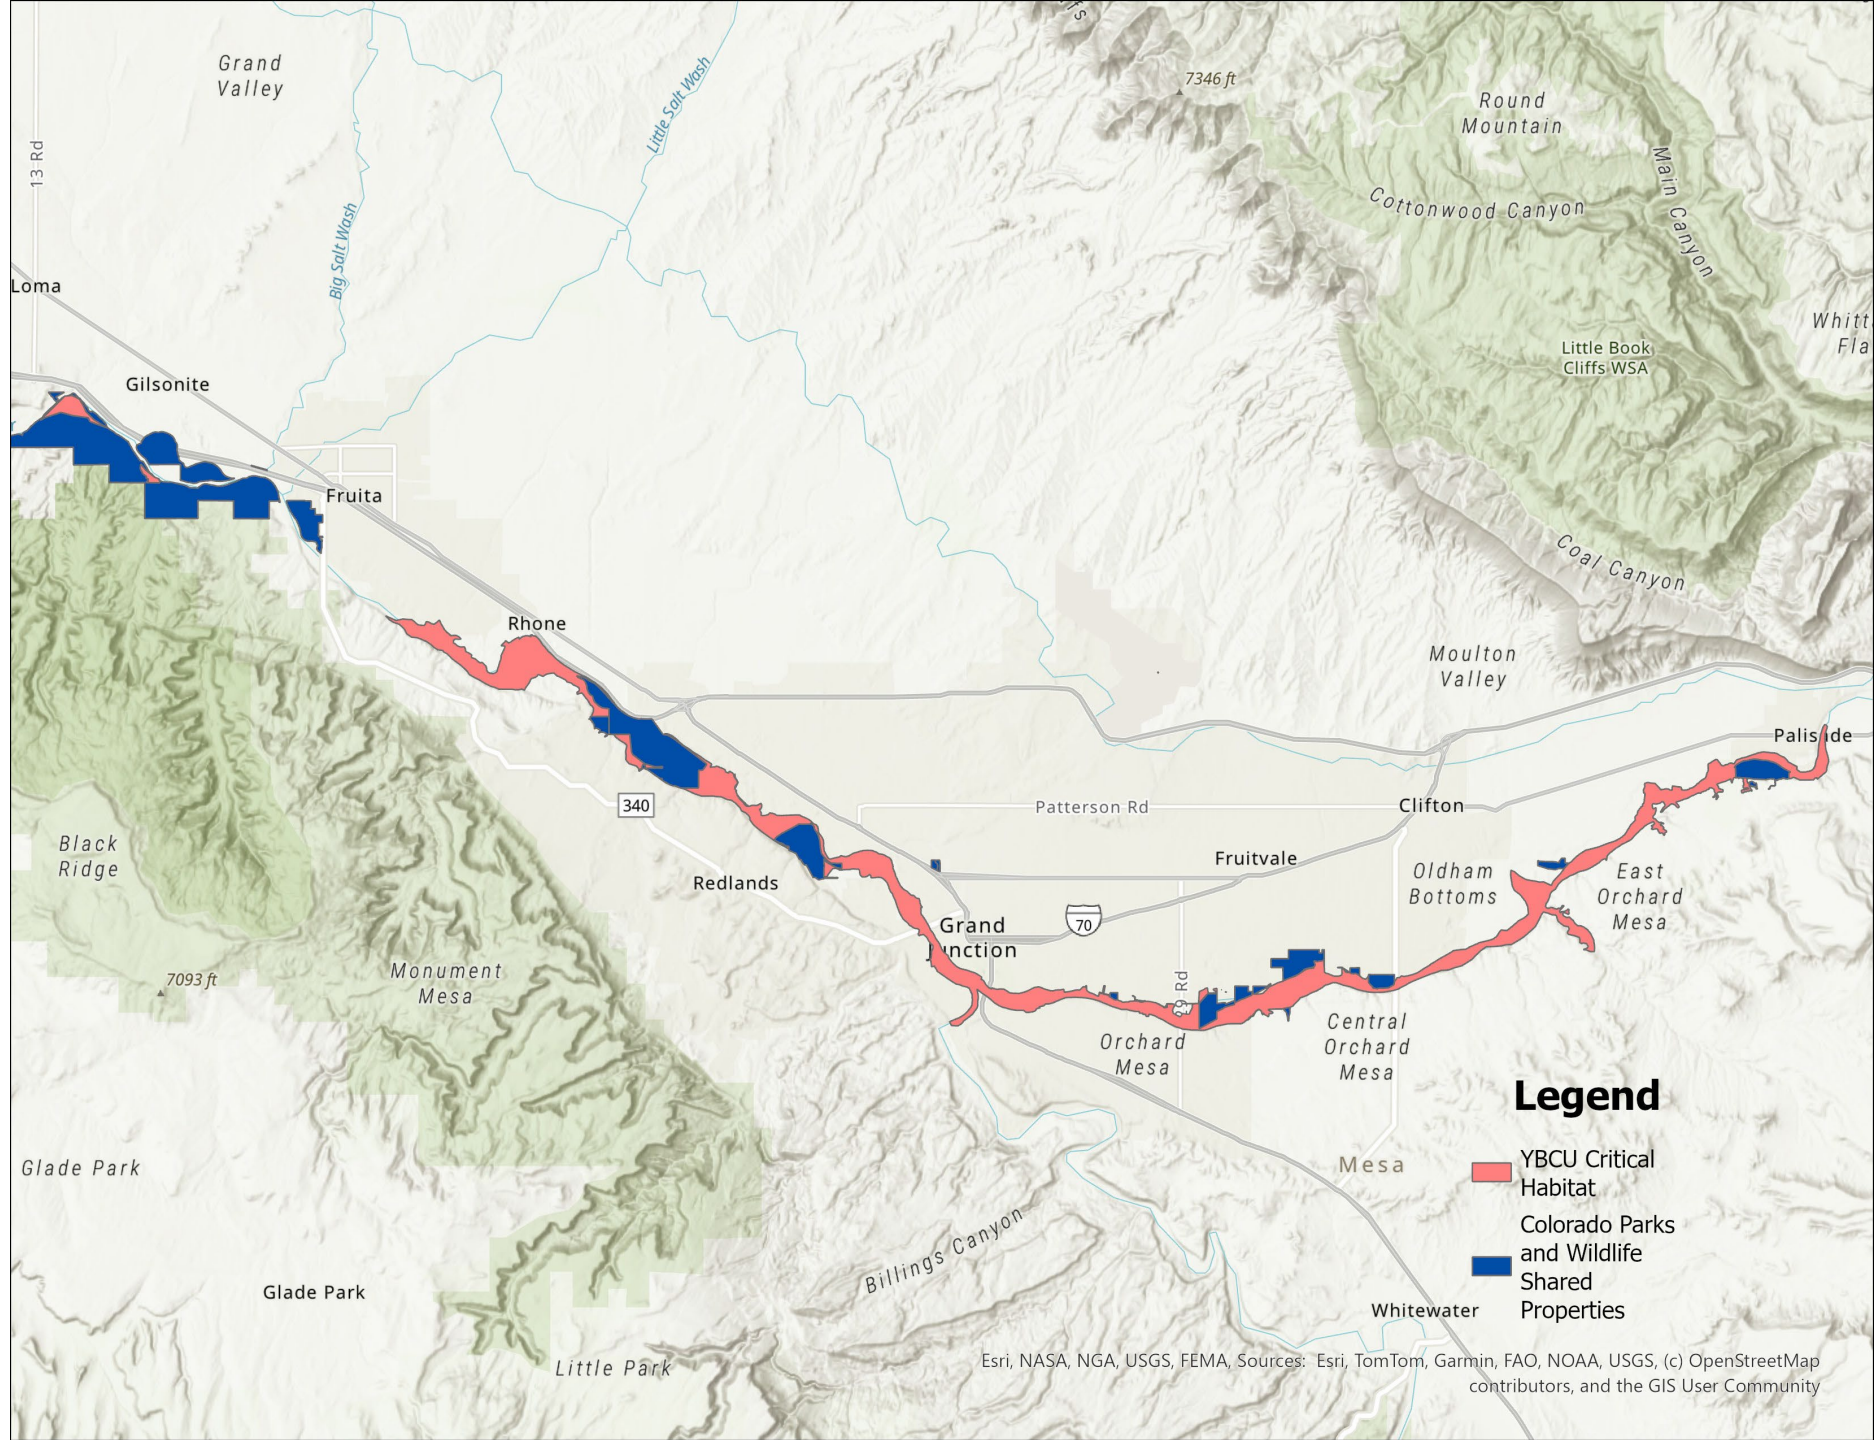 ffs
Grand
Valley
7346 ft
Round
Mountain
Little Salt Wash
13 Rd
Main Canyon
Cottonwood Canyon
Big Salt Wash
Loma
Whitt
Fla
Little Book
Cliffs WSA
Gilsonite
r
Fruita
Coal Canyon
Rhone
Moulton
Valley
Palisade
340
Patterson Rd
Clifton
Black
Ridge
Fruitvale
Redlands
Oldham
Bottoms
East
Orchard
Mesa
70
Grand
Junction
Monument
Mesa
7093 ft
29 Rd
Orchard
Mesa
Central
Orchard
Mesa
Legend
YBCU Critical
Habitat
Colorado Parks
and Wildlife
Shared
Properties
Glade Park
Mesa
Billings Canyon
Glade Park
Whitewater
Little Park
Esri, NASA, NGA, USGS, FEMA, Sources: Esri, TomTom, Garmin, FAO, NOAA, USGS, (c) OpenStreetMap
contributors, and the GIS User Community